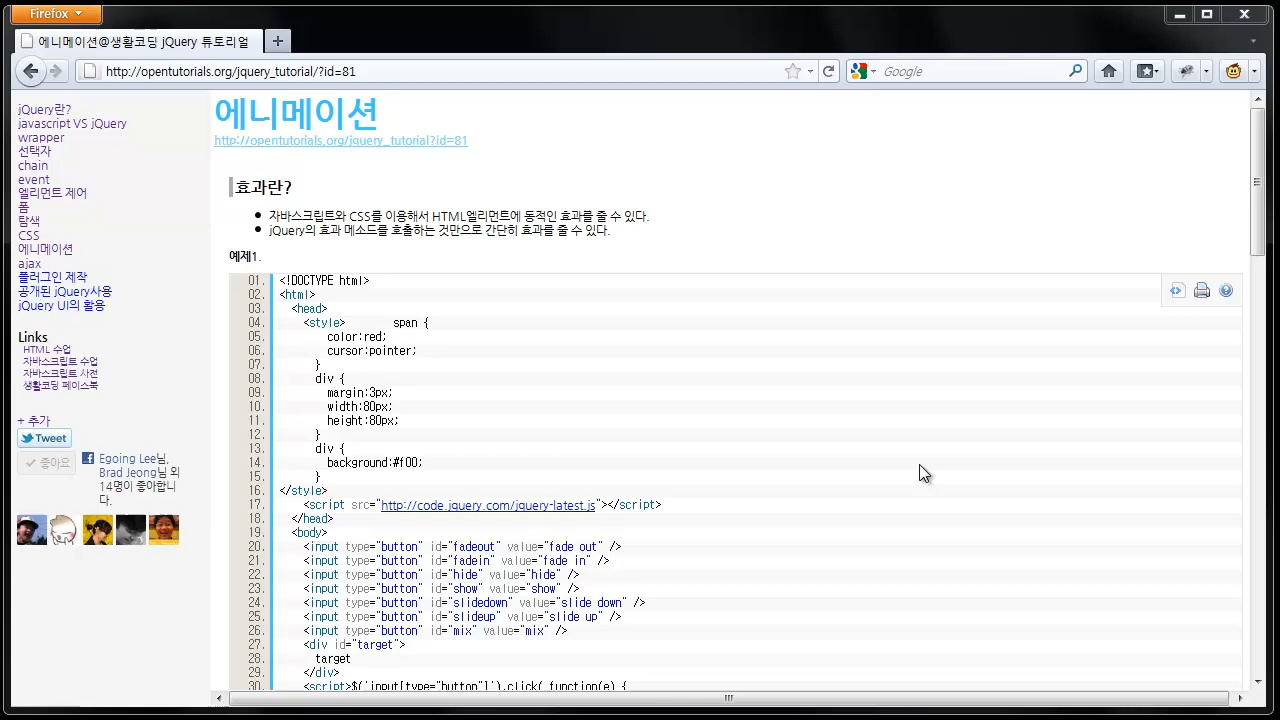 Firefox
에니메이션@생활코딩 jQuery 튜토리얼
http://opentutorials.org/jquery_tutorial/?id=81
Google
jQuery란?
javascript VS jQuery
wrapper
선택자
chain
event
엘리먼트 제어
폼
탐색
CSS
에니메이션
ajax
플러그인 제작
공개된 jQuery사용
jQuery UI의 활용
Links
HTML 수업
자바스크립트 수업
자바스크립트 사전
생활코딩 페이스북
+ 추가
Tweet
좋아요
Egoing Lee님,
Brad Jeong님 외
14명이 좋아합니
다.
에니메이션
http://opentutorials.org/jquery_tutorial?id=81
효과란?
자바스크립트와 CSS를 이용해서 HTML엘리먼트에 동적인 효과를 줄 수 있다.
jQuery의 효과 메소드를 호출하는 것만으로 간단히 효과를 줄 수 있다.
예제1.
01. <!DOCTYPE html>
02. <html>
03. <head>
04. <style> span {
05. color:red;
06. cursor:pointer;
07. }
08. div {
09. margin:3px;
10. width:80px;
11. height:80px;
12. }
13. div {
14. background:#f00;
15. }
16. </style>
17. <script src="http://code.jquery.com/jquery-latest.js"></script>
18. </head>
19. <body>
20. <input type="button" id="fadeout" value="fade out" />
21. <input type="button" id="fadein" value="fade in" />
22. <input type="button" id="hide" value="hide" />
23. <input type="button" id="show" value="show" />
24. <input type="button" id="slidedown" value="slide down" />
25. <input type="button" id="slideup" value="slide up" />
26. <input type="button" id="mix" value="mix" />
27. <div id="target">
28. target
29. </div>
30. <script>$('input[type="button"]').click( function(e) {